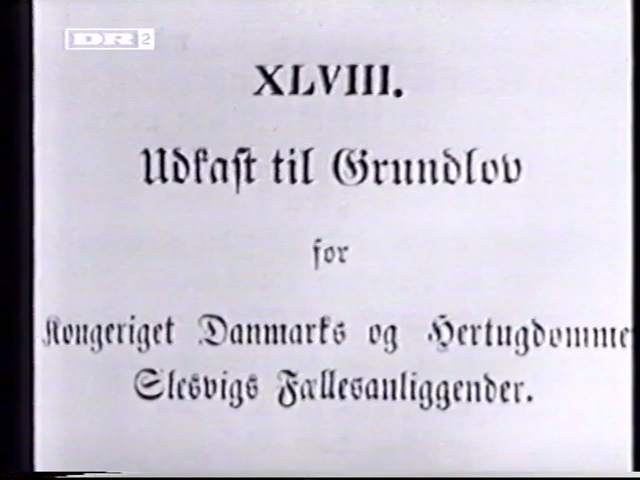 DR2
XLVIII.
Udkast til Grundlov
for
Kongeriget Danmarks og Hertugdømme
Slesvigs Fællesanliggender.